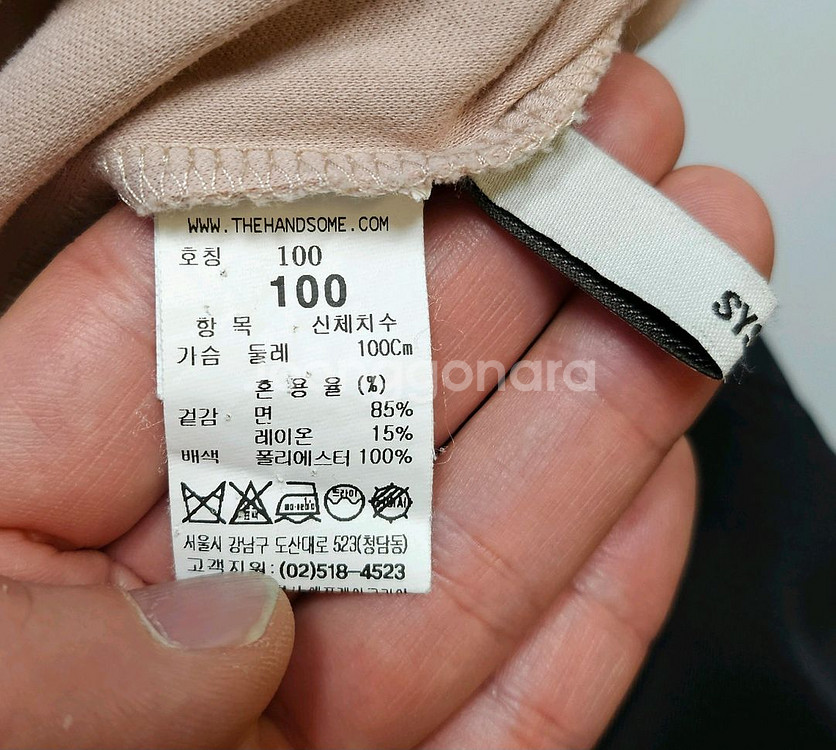 WWW.THEHANDSOME.COM
호칭 100
100
항 목 신체치수
가슴 둘레 100Cm
혼 용 율 (%)
겉감 면 85%
레이온 15%
배색 폴리에스터 100%
드라이
서울시 강남구 도산대로 523(청담동)
고객지원: (02)518-4523
SYS